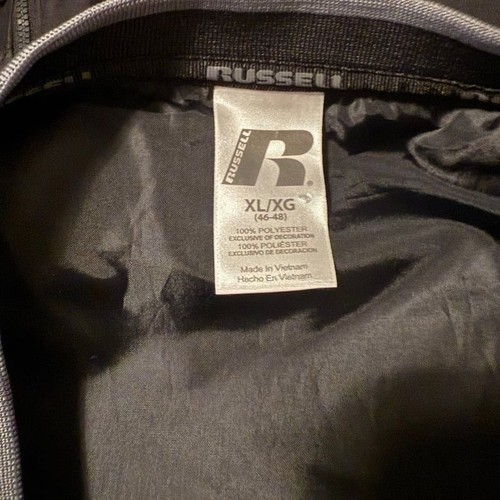 RUSSELL
RUSSELL
R®
XL/XG
(46-48)
100% POLYESTER
EXCLUSIVE OF DECORATION
100% POLIÉSTER
EXCLUSIVO DE DECORACION
Made In Vietnam
Hecho En Vietnam